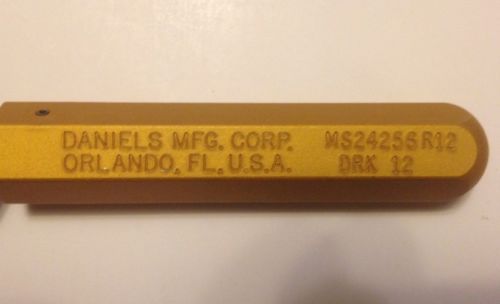 DANIELS MFG. CORP. MS24256R12
ORLANDO, FL. U.S.A. DRK 12